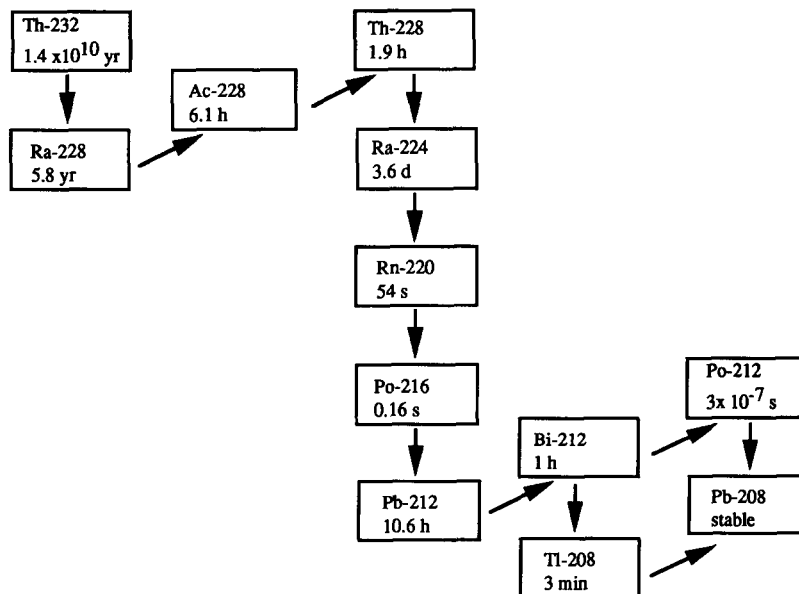 Th-232
1.4 x10^10 yr
Th-228
1.9 h
Ac-228
6.1 h
Ra-228
5.8 yr
Ra-224
3.6 d
Rn-220
54 s
Po-216
0.16 s
Po-212
3x 10^-7 s
Bi-212
1 h
Pb-212
10.6 h
Pb-208
stable
Tl-208
3 min